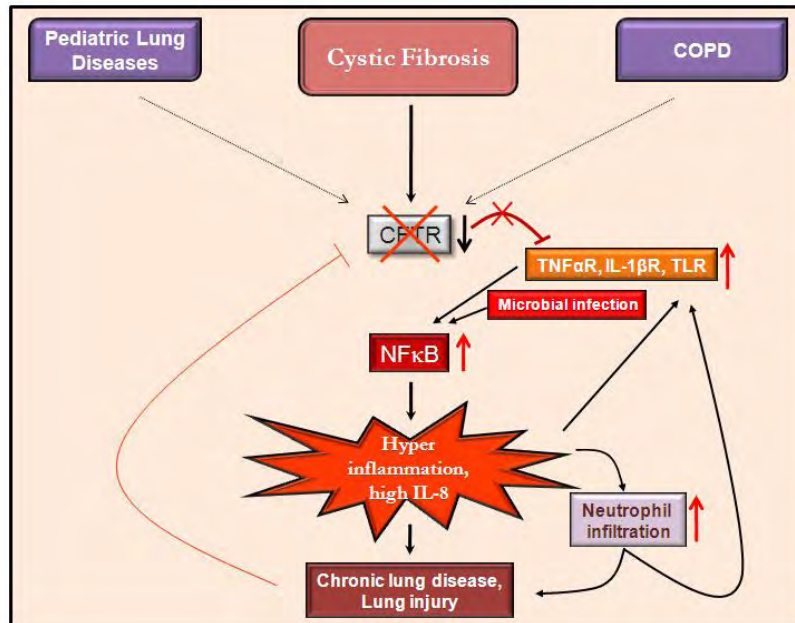 Pediatric Lung
Diseases
Cystic Fibrosis
COPD
CFTR
TNFαR, IL-1βR, TLR
Microbial infection
NFκB
Hyper
inflammation,
high IL-8
Neutrophil
infiltration
Chronic lung disease,
Lung injury